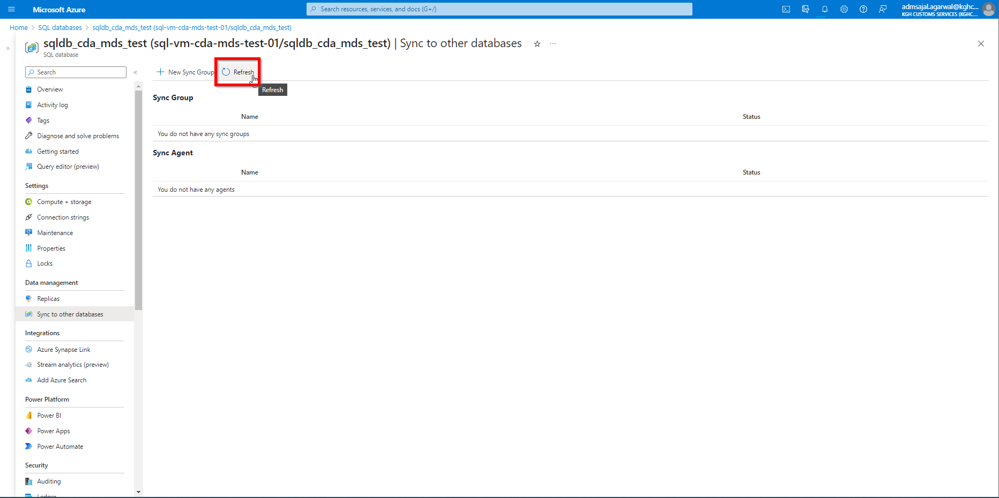 Microsoft Azure
Search resources, services, and docs (G+/)
admsajal.agarwal@kghc...
KGH CUSTOMS SERVICES (KGHC....
Home > SQL databases > sqldb_cda_mds_test (sql-vm-cda-mds-test-01/sqldb_cda_mds_test)
sqldb_cda_mds_test (sql-vm-cda-mds-test-01/sqldb_cda_mds_test) | Sync to other databases
SQL database
Search
New Sync Group
Refresh
Refresh
Overview
Activity log
Tags
Diagnose and solve problems
Getting started
Query editor (preview)
Settings
Compute + storage
Connection strings
Maintenance
Properties
Locks
Data management
Replicas
Sync to other databases
Integrations
Azure Synapse Link
Stream analytics (preview)
Add Azure Search
Power Platform
Power BI
Power Apps
Power Automate
Security
Auditing
Ledger
Sync Group
Name Status
You do not have any sync groups
Sync Agent
Name Status
You do not have any agents